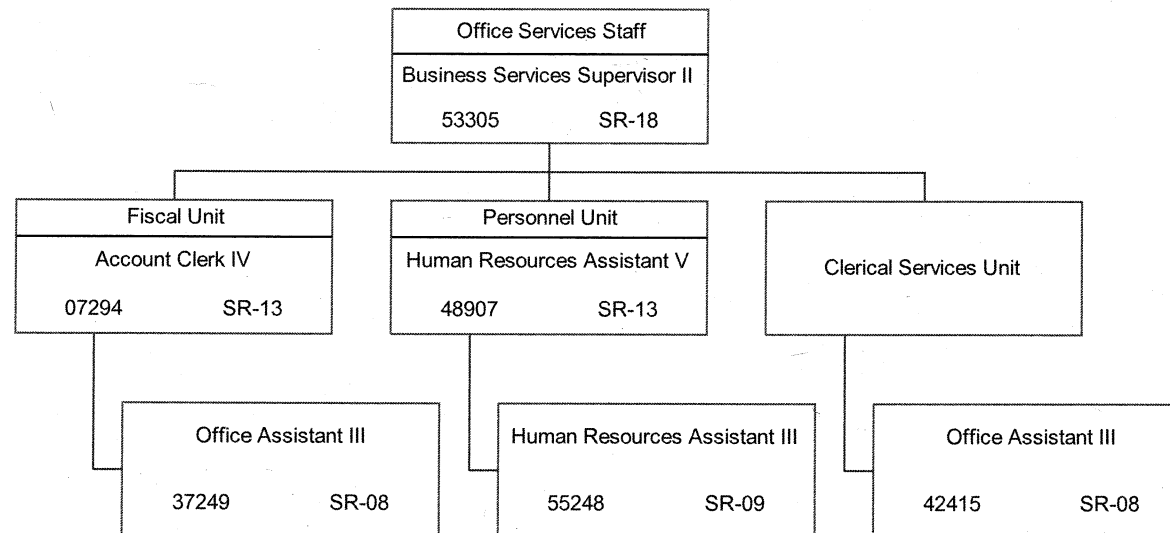 Office Services Staff
Business Services Supervisor II
53305 SR-18
Fiscal Unit
Account Clerk IV
07294 SR-13
Personnel Unit
Human Resources Assistant V
48907 SR-13
Clerical Services Unit
Office Assistant III
37249 SR-08
Human Resources Assistant III
55248 SR-09
Office Assistant III
42415 SR-08